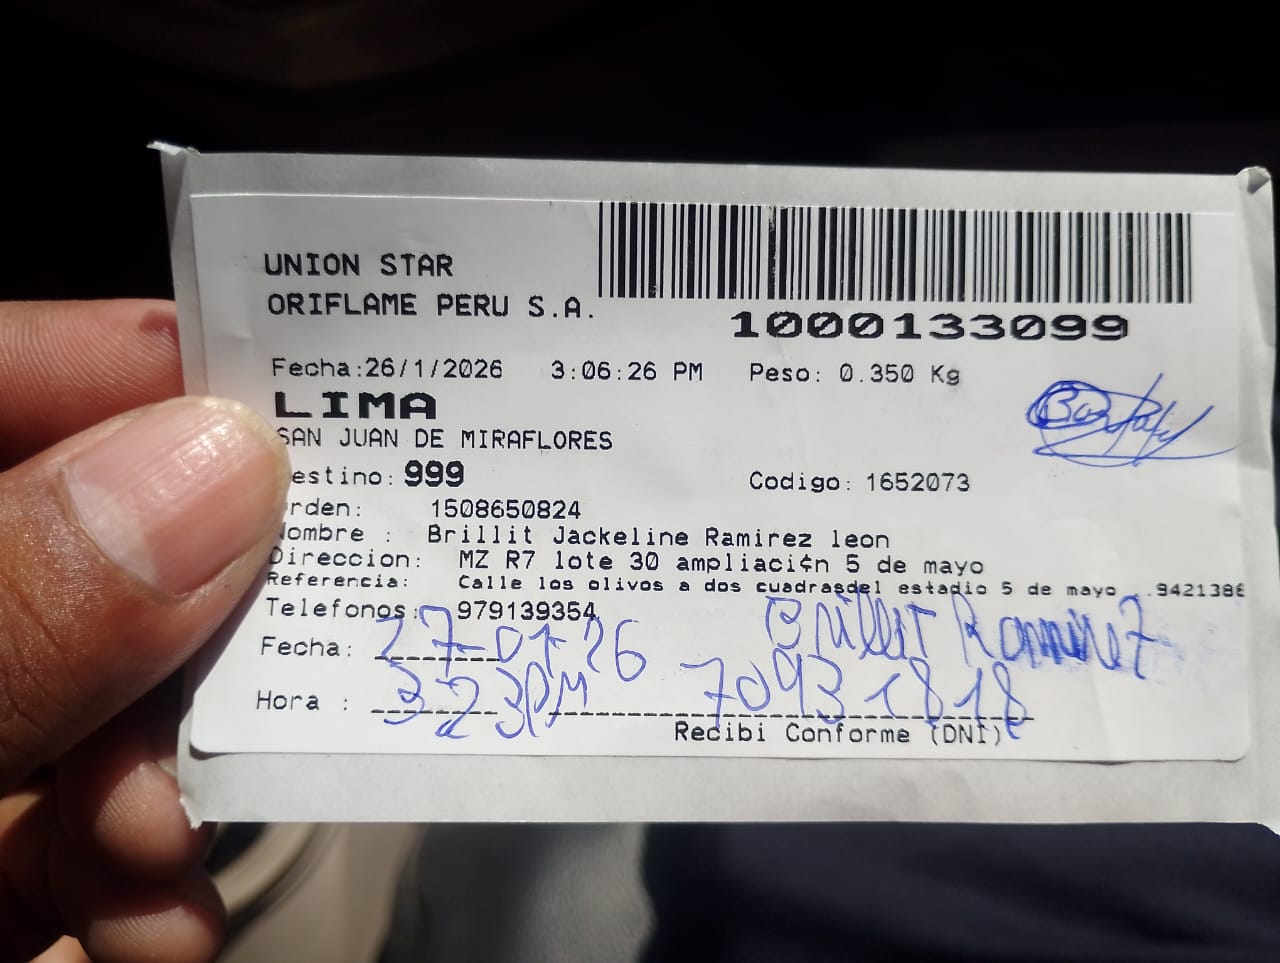 UNION STAR
ORIFLAME PERU S.A.
1000133099
Fecha:26/1/2026 3:06:26 PM Peso: 0.350 Kg
LIMA
SAN JUAN DE MIRAFLORES
estino: 999 Codigo: 1652073
rden: 1508650824
Nombre : Brillit Jackeline Ramirez leon
Direccion: MZ R7 lote 30 ampliaci¢n 5 de mayo
Referencia: Calle los olivos a dos cuadrasdel estadio 5 de mayo .9421386
Telefonos: 979139354
Brillit Ramirez
Fecha: 27-01-26
Hora : 323PM 70931818
Recibi Conforme (DNI)